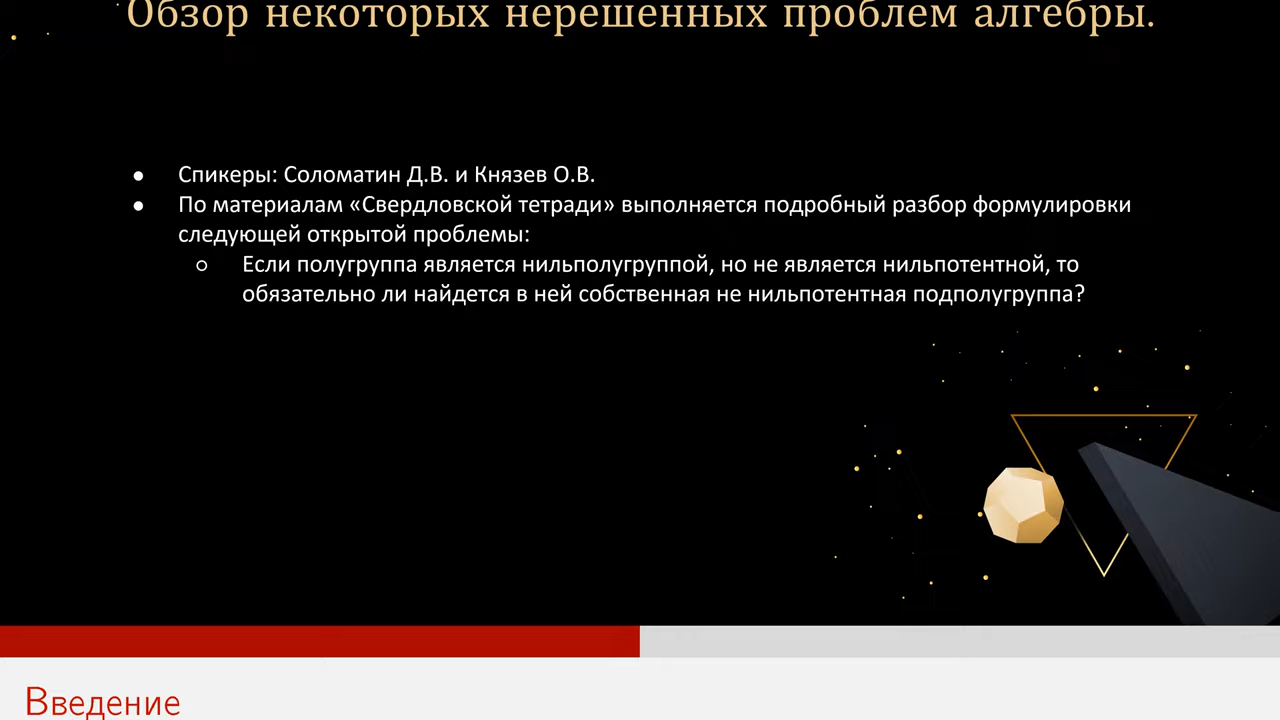 Обзор некоторых нерешенных проблем алгебры.
● Спикеры: Соломатин Д.В. и Князев О.В.
● По материалам «Свердловской тетради» выполняется подробный разбор формулировки
следующей открытой проблемы:
○ Если полугруппа является нильполугруппой, но не является нильпотентной, то
обязательно ли найдется в ней собственная не нильпотентная подполугруппа?
Введение